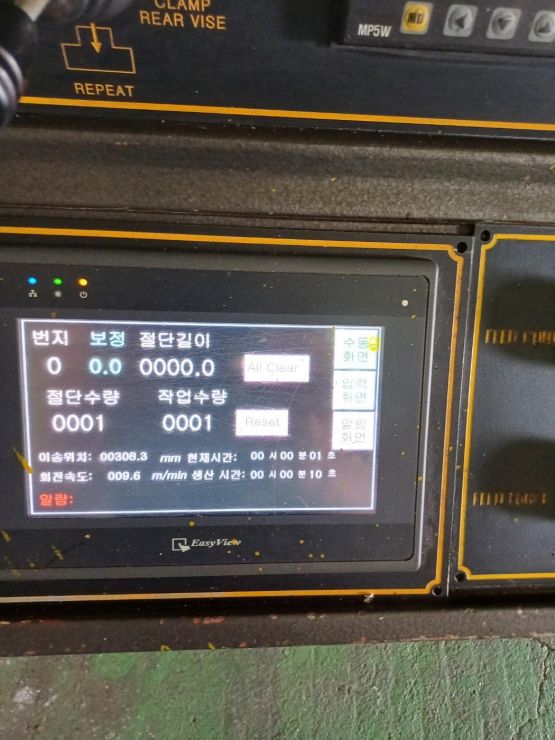 CLAMP
REAR VISE
REPEAT
MP5W
번지 보정 절단길이
0 0.0 0000.0
All Clear
수동
화면
입력
화면
절단수량 작업수량
0001 0001
Reset
알람
화면
이송위치: 00308.3 mm 현재시간: 00 시 00 분 01 초
회전속도: 009.6 m/min 생산 시간: 00 시 00 분 10 초
알람:
EasyView
FEED
FEED